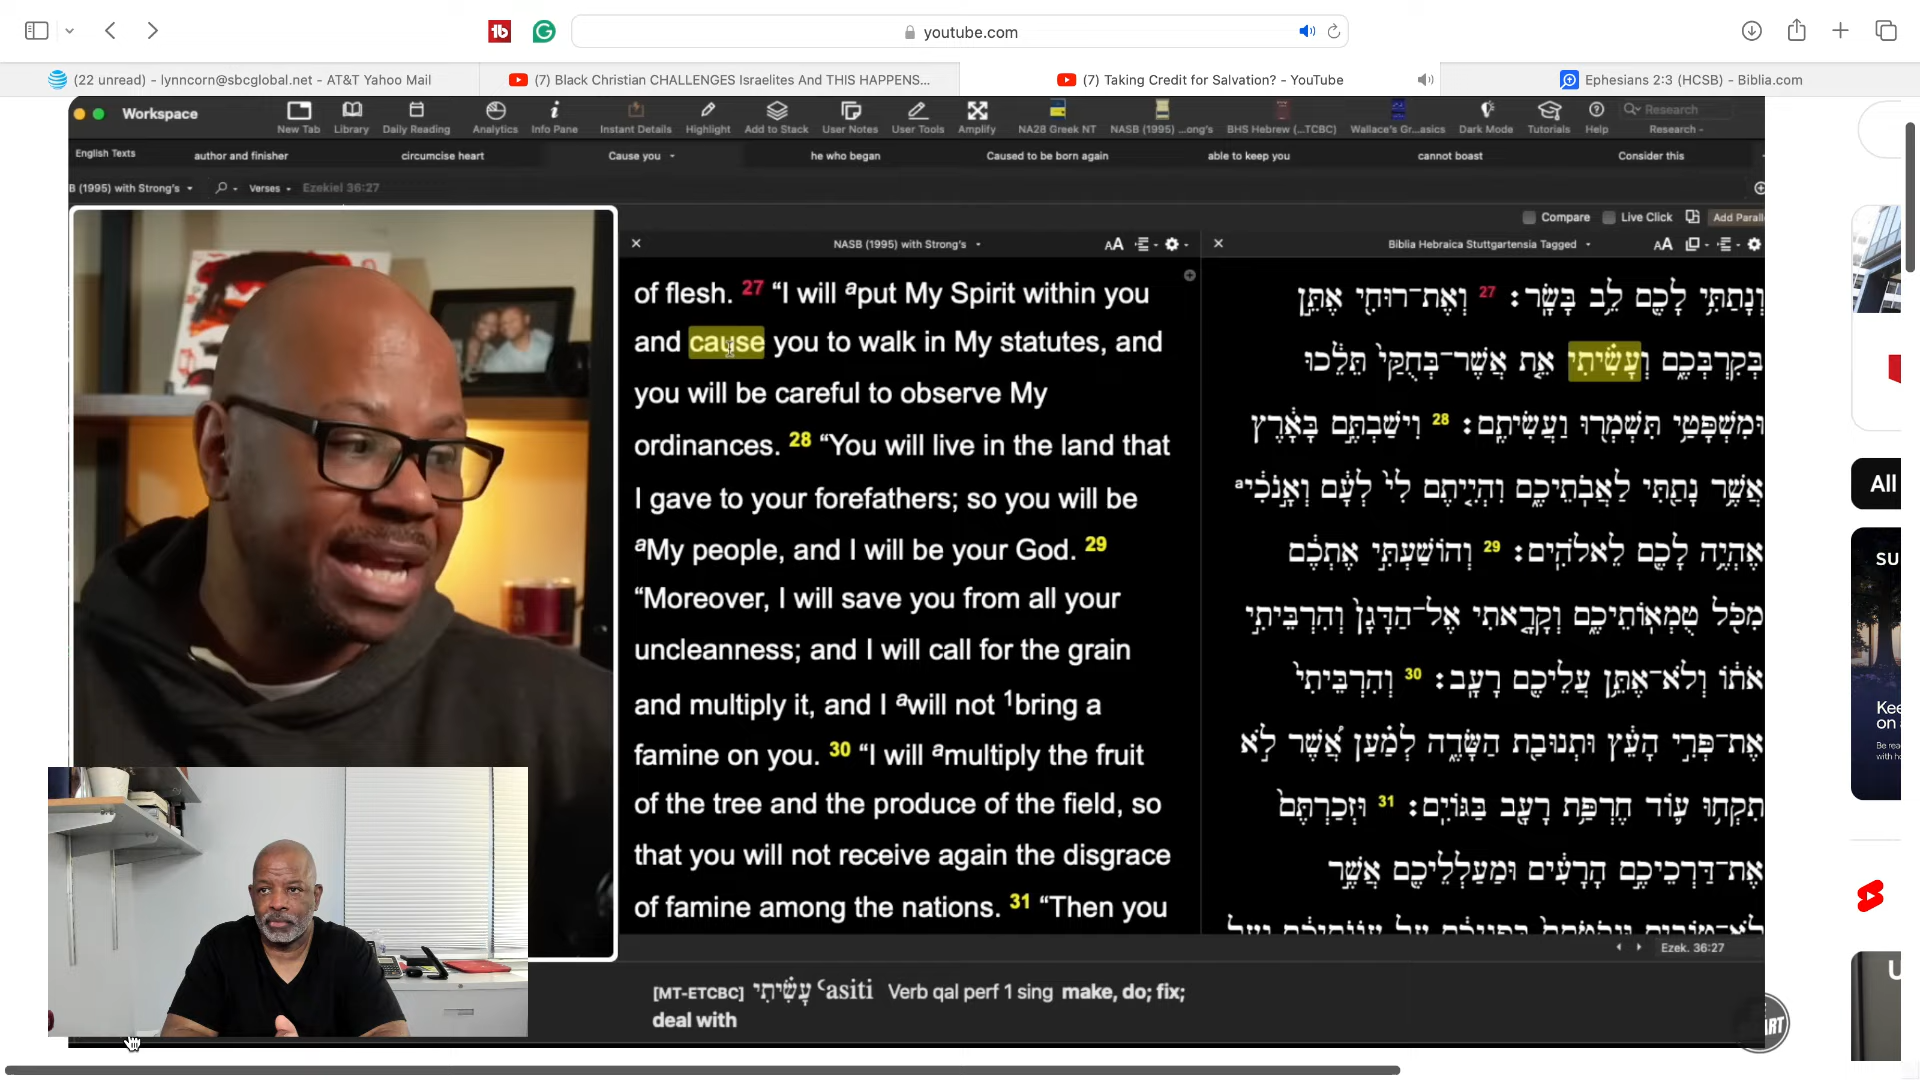 youtube.com
(22 unread) - lynncorn@sbcglobal.net - AT&T Yahoo Mail
(7) Black Christian CHALLENGES Israelites And THIS HAPPENS...
(7) Taking Credit for Salvation? - YouTube
Ephesians 2:3 (HCSB) - Biblia.com
Workspace
New Tab
Library
Daily Reading
Analytics
Info Pane
Instant Details
Highlight
Add to Stack
User Notes
User Tools
Amplify
NA28 Greek NT
NASB (1995) ...ong's
BHS Hebrew (...TCBC)
Wallace's Gr...asics
Dark Mode
Tutorials
Help
Research
Research
English Texts
author and finisher
circumcise heart
Cause you
he who began
Caused to be born again
able to keep you
cannot boast
Consider this
B (1995) with Strong's
Verses
Ezekiel 36:27
Compare
Live Click
Add Parall
NASB (1995) with Strong's
AA
Biblia Hebraica Stuttgartensia Tagged
AA
of flesh. 27 “I will aput My Spirit within you
and cause you to walk in My statutes, and
you will be careful to observe My
ordinances. 28 “You will live in the land that
I gave to your forefathers; so you will be
aMy people, and I will be your God. 29
“Moreover, I will save you from all your
uncleanness; and I will call for the grain
and multiply it, and I awill not 1bring a
famine on you. 30 “I will amultiply the fruit
of the tree and the produce of the field, so
that you will not receive again the disgrace
of famine among the nations. 31 “Then you
וְנָתַתִּ֥י לָכֶ֖ם לֵ֥ב בָּשָֽׂר׃ 27 וְאֶת־רוּחִ֖י אֶתֵּ֣ן
בְּקִרְבְּכֶ֑ם וְעָשִׂ֗יתִי אֵ֤ת אֲשֶׁר־בְּחֻקַּי֙ תֵּלֵ֔כוּ
וּמִשְׁפָּטַ֥י תִּשְׁמְר֖וּ וַעֲשִׂיתֶֽם׃ 28 וִישַׁבְתֶּ֣ם בָּאָ֔רֶץ
אֲשֶׁ֥ר נָתַ֖תִּי לַאֲבֹֽתֵיכֶ֑ם וִהְיִ֤יתֶם לִי֙ לְעָ֔ם וְאָ֣נֹכִ֔יa
אֶהְיֶ֥ה לָכֶ֖ם לֵאלֹהִֽים׃ 29 וְהוֹשַׁעְתִּ֣י אֶתְכֶ֔ם
מִכֹּ֖ל טֻמְאֽוֹתֵיכֶ֑ם וְקָרָ֤אתִי אֶל־הַדָּגָן֙ וְהִרְבֵּיתִ֣י
אֹת֔וֹ וְלֹא־אֶתֵּ֥ן עֲלֵיכֶ֖ם רָעָֽב׃ 30 וְהִרְבֵּיתִי֙
אֶת־פְּרִ֣י הָעֵ֔ץ וּתְנוּבַ֖ת הַשָּׂדֶ֑ה לְמַ֗עַן אֲ֠שֶׁר לֹ֣א
תִקְח֥וּ ע֛וֹד חֶרְפַּ֥ת רָעָ֖ב בַּגּוֹיִֽם׃ 31 וּזְכַרְתֶּם֙
אֶת־דַּרְכֵיכֶ֣ם הָרָעִ֔ים וּמַעַלְלֵיכֶ֖ם אֲשֶׁ֣ר
Ezek. 36:27
[MT-ETCBC] עָשִׂ֗יתִי ʿasiti Verb qal perf 1 sing make, do; fix;
deal with
All
SU
Kee
on